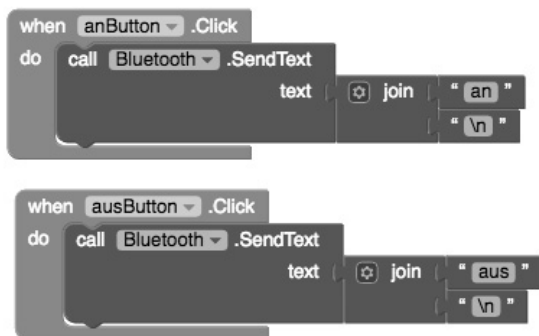 when anButton .Click
do call Bluetooth .SendText
text join " an "
" \n "
when ausButton .Click
do call Bluetooth .SendText
text join " aus "
" \n "